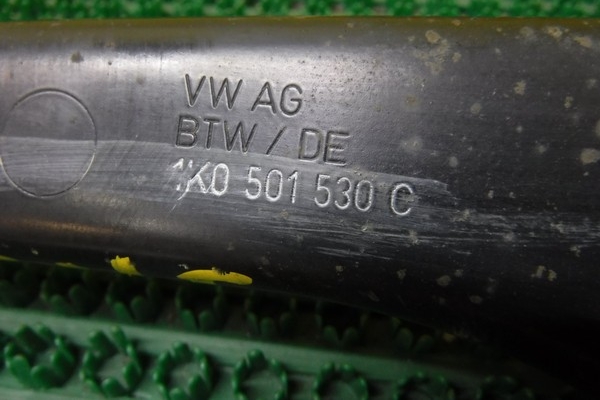 VW AG
BTW / DE
1K0 501 530 C